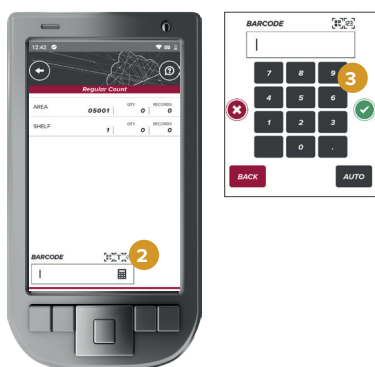 12:42
Regular Count
AREA 05001 QTY 0 RECORDS 0
SHELF 1 QTY 0 RECORDS 0
BARCODE
2
BARCODE
123
7 8 9
3
4 5 6
1 2 3
0 .
BACK AUTO